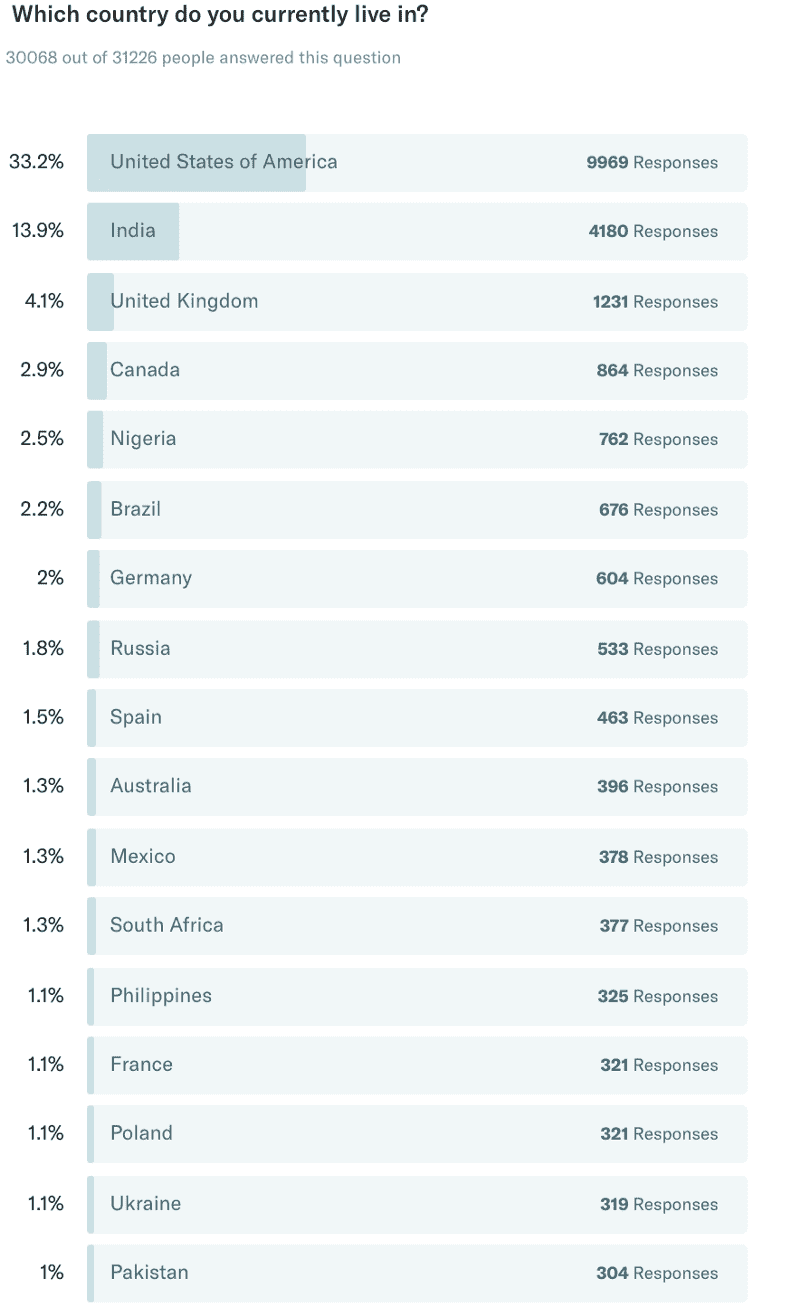 Which country do you currently live in?
30068 out of 31226 people answered this question
33.2% United States of America 9969 Responses
13.9% India 4180 Responses
4.1% United Kingdom 1231 Responses
2.9% Canada 864 Responses
2.5% Nigeria 762 Responses
2.2% Brazil 676 Responses
2% Germany 604 Responses
1.8% Russia 533 Responses
1.5% Spain 463 Responses
1.3% Australia 396 Responses
1.3% Mexico 378 Responses
1.3% South Africa 377 Responses
1.1% Philippines 325 Responses
1.1% France 321 Responses
1.1% Poland 321 Responses
1.1% Ukraine 319 Responses
1% Pakistan 304 Responses